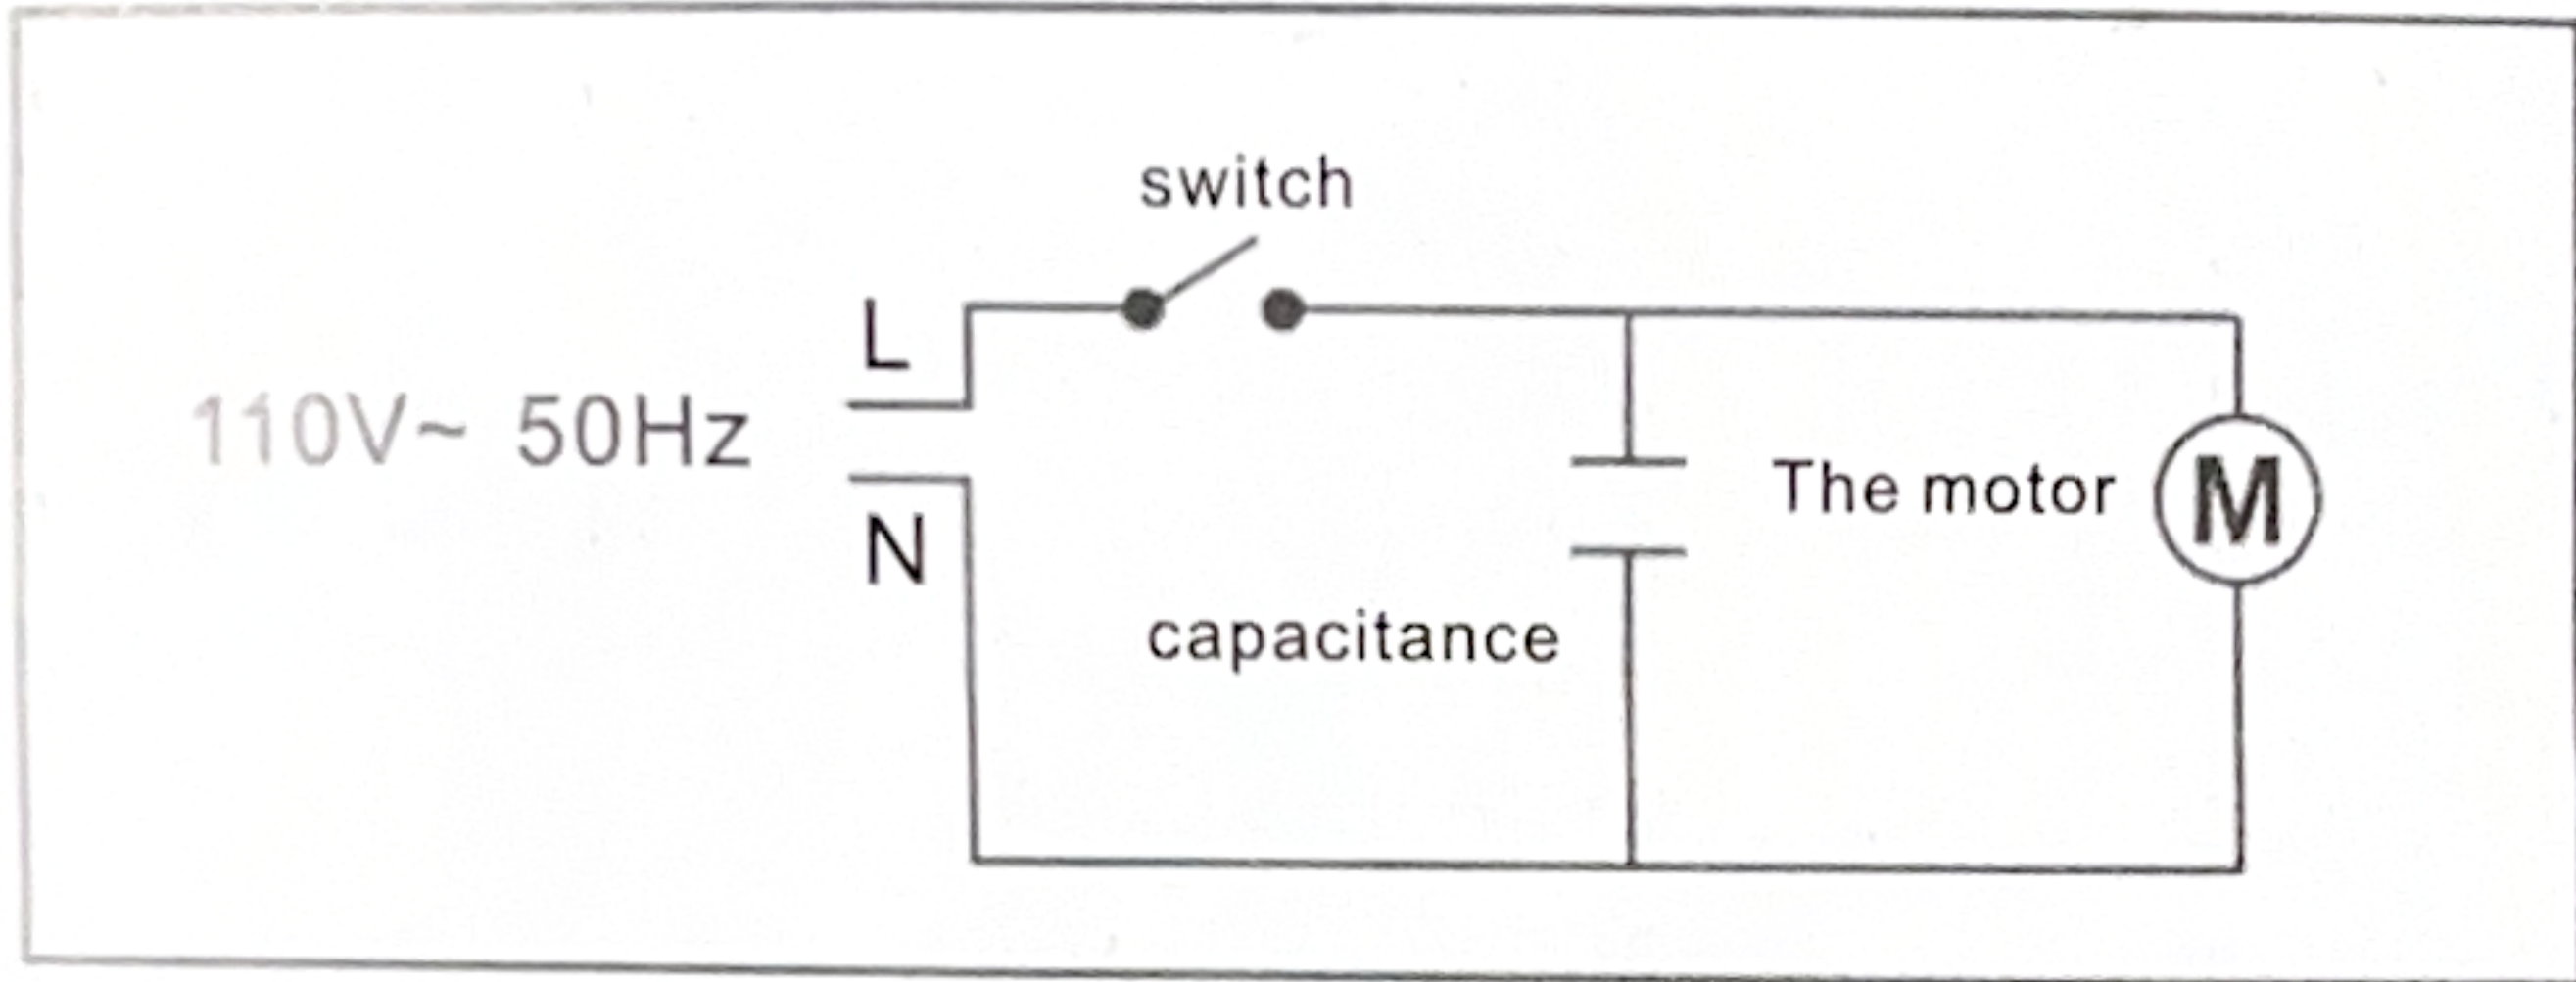 switch
L
110V~ 50Hz
N
The motor
M
capacitance